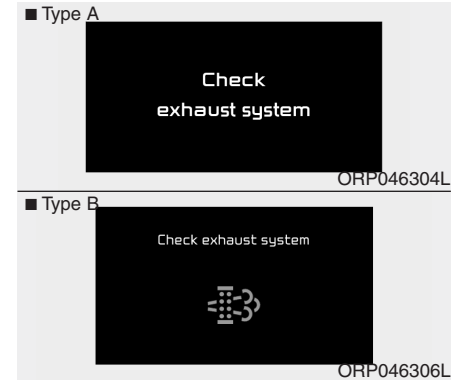 ■ Type A
Check
exhaust system
ORP046304L
■ Type B
Check exhaust system
ORP046306L